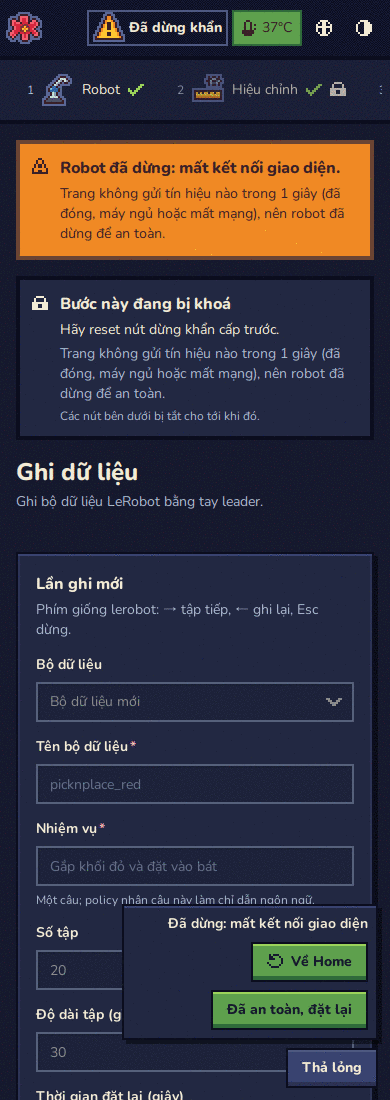 Đã dừng khẩn
37°C
1 Robot
2 Hiệu chỉnh
Robot đã dừng: mất kết nối giao diện.
Trang không gửi tín hiệu nào trong 1 giây (đã
đóng, máy ngủ hoặc mất mạng), nên robot đã
dừng để an toàn.
Bước này đang bị khoá
Hãy reset nút dừng khẩn cấp trước.
Trang không gửi tín hiệu nào trong 1 giây (đã
đóng, máy ngủ hoặc mất mạng), nên robot đã
dừng để an toàn.
Các nút bên dưới bị tắt cho tới khi đó.
Ghi dữ liệu
Ghi bộ dữ liệu LeRobot bằng tay leader.
Lần ghi mới
Phím giống lerobot: → tập tiếp, ← ghi lại, Esc
dừng.
Bộ dữ liệu
Bộ dữ liệu mới
Tên bộ dữ liệu*
picknplace_red
Nhiệm vụ*
Gắp khối đỏ và đặt vào bát
Một câu; policy nhận câu này làm chỉ dẫn ngôn ngữ.
Số tập
20
Độ dài tập (g
30
Thời gian đặt lại (giây)
Đã dừng: mất kết nối giao diện
Về Home
Đã an toàn, đặt lại
Thả lỏng